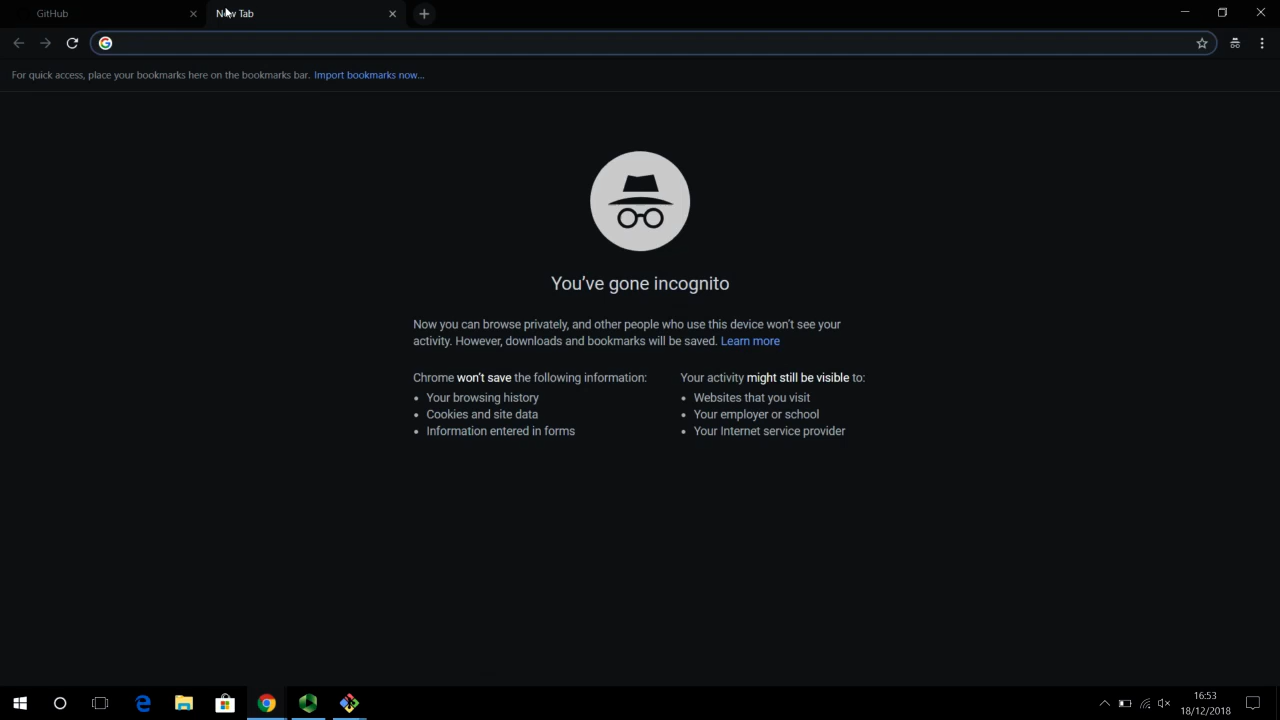 GitHub
New Tab
For quick access, place your bookmarks here on the bookmarks bar. Import bookmarks now...
You've gone incognito
Now you can browse privately, and other people who use this device won't see your
activity. However, downloads and bookmarks will be saved. Learn more
Chrome won't save the following information:
• Your browsing history
• Cookies and site data
• Information entered in forms
Your activity might still be visible to:
• Websites that you visit
• Your employer or school
• Your Internet service provider
16:53
18/12/2018